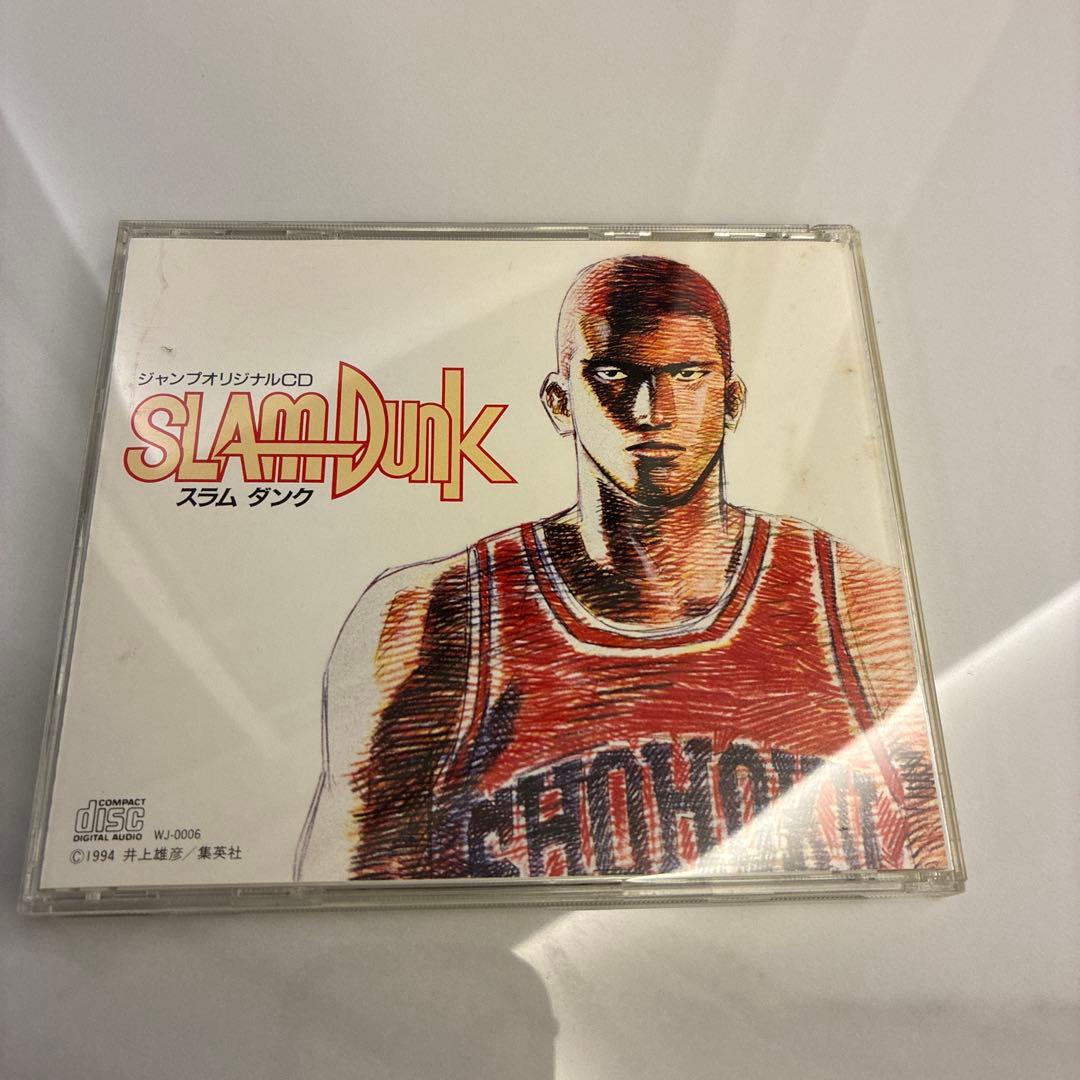 ジャンプオリジナルCD
SLAM DUNK
スラム ダンク
SHOHOKU
COMPACT
disc
DIGITAL AUDIO
WJ-0006
©1994 井上雄彦／集英社